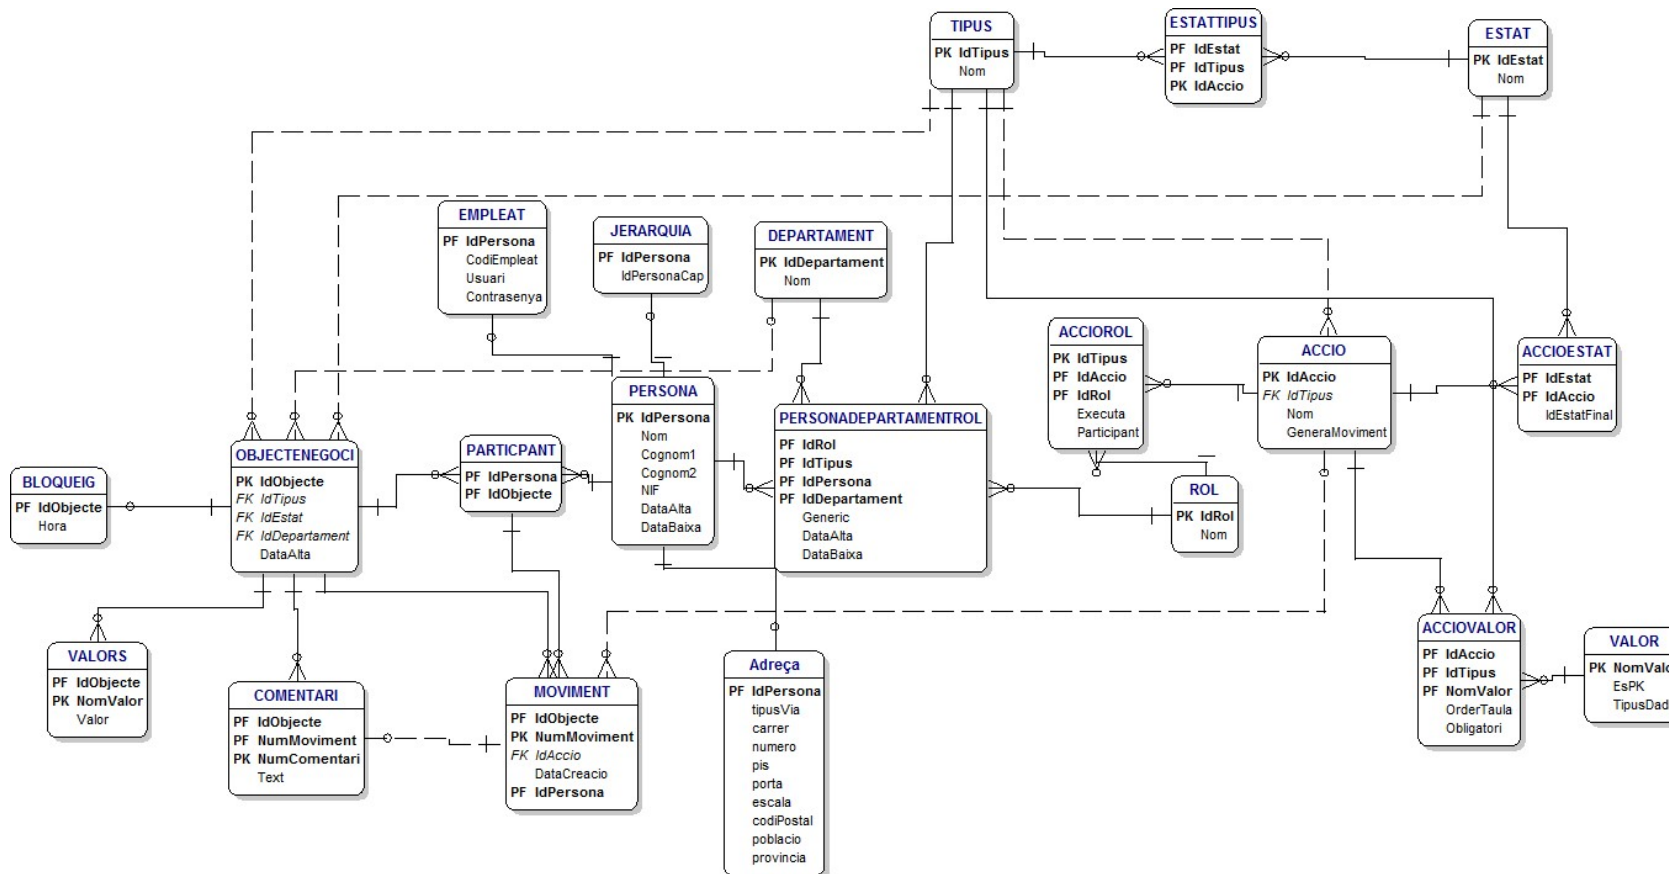 TIPUS
PK IdTipus
Nom
ESTATTIPUS
PF IdEstat
PF IdTipus
PK IdAccio
ESTAT
PK IdEstat
Nom
EMPLEAT
PF IdPersona
CodiEmpleat
Usuari
Contrasenya
JERARQUIA
PF IdPersona
IdPersonaCap
DEPARTAMENT
PK IdDepartament
Nom
ACCIOROL
PK IdTipus
PF IdAccio
PF IdRol
Executa
Participant
ACCIO
PK IdAccio
FK IdTipus
Nom
GeneraMoviment
ACCIOESTAT
PF IdEstat
PF IdAccio
IdEstatFinal
PERSONA
PK IdPersona
Nom
Cognom1
Cognom2
NIF
DataAlta
DataBaixa
PERSONADEPARTAMENTROL
PF IdRol
PF IdTipus
PF IdPersona
PF IdDepartament
Generic
DataAlta
DataBaixa
OBJECTENEGOCI
PK IdObjecte
FK IdTipus
FK IdEstat
FK IdDepartament
DataAlta
PARTICPANT
PF IdPersona
PF IdObjecte
BLOQUEIG
PF IdObjecte
Hora
ROL
PK IdRol
Nom
VALORS
PF IdObjecte
PK NomValor
Valor
COMENTARI
PF IdObjecte
PF NumMoviment
PK NumComentari
Text
MOVIMENT
PF IdObjecte
PK NumMoviment
FK IdAccio
DataCreacio
PF IdPersona
Adreça
PF IdPersona
tipusVia
carrer
numero
pis
porta
escala
codiPostal
poblacio
provincia
ACCIOVALOR
PF IdAccio
PF IdTipus
PF NomValor
OrderTaula
Obligatori
VALOR
PK NomValo
EsPK
TipusDad